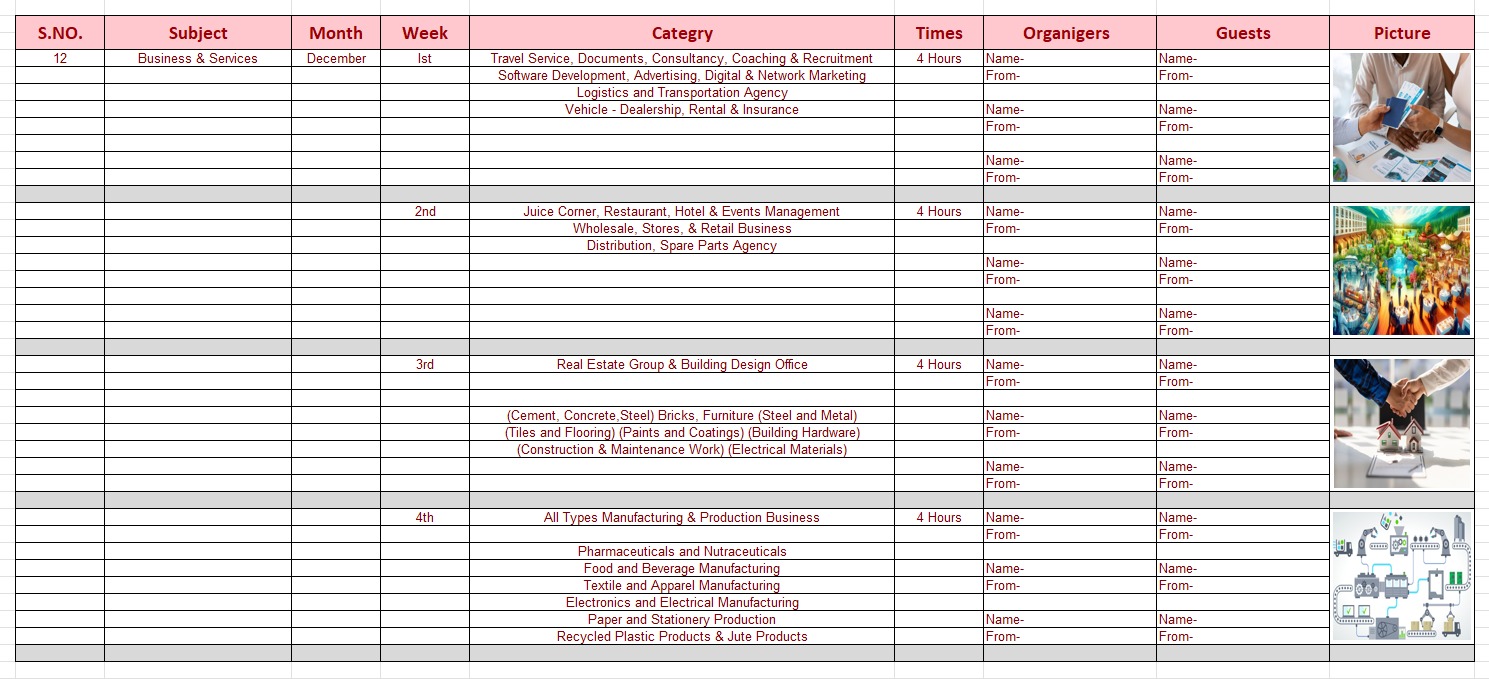 S.NO. Subject Month Week Categry Times Organigers Guests Picture
12 Business & Services December Ist Travel Service, Documents, Consultancy, Coaching & Recruitment 4 Hours Name- Name-
Software Development, Advertising, Digital & Network Marketing From- From-
Logistics and Transportation Agency
Vehicle - Dealership, Rental & Insurance Name- Name-
From- From-
Name- Name-
From- From-
2nd Juice Corner, Restaurant, Hotel & Events Management 4 Hours Name- Name-
Wholesale, Stores, & Retail Business From- From-
Distribution, Spare Parts Agency
Name- Name-
From- From-
Name- Name-
From- From-
3rd Real Estate Group & Building Design Office 4 Hours Name- Name-
From- From-
(Cement, Concrete,Steel) Bricks, Furniture (Steel and Metal) Name- Name-
(Tiles and Flooring) (Paints and Coatings) (Building Hardware) From- From-
(Construction & Maintenance Work) (Electrical Materials)
Name- Name-
From- From-
4th All Types Manufacturing & Production Business 4 Hours Name- Name-
From- From-
Pharmaceuticals and Nutraceuticals
Food and Beverage Manufacturing Name- Name-
Textile and Apparel Manufacturing From- From-
Electronics and Electrical Manufacturing
Paper and Stationery Production Name- Name-
Recycled Plastic Products & Jute Products From- From-